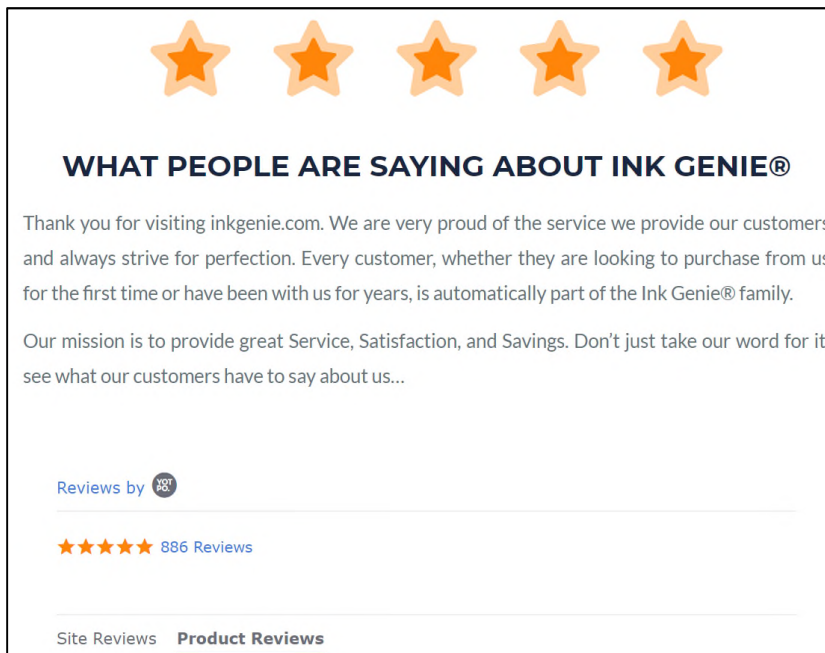 WHAT PEOPLE ARE SAYING ABOUT INK GENIE®
Thank you for visiting inkgenie.com. We are very proud of the service we provide our customers
and always strive for perfection. Every customer, whether they are looking to purchase from us
for the first time or have been with us for years, is automatically part of the Ink Genie® family.
Our mission is to provide great Service, Satisfaction, and Savings. Don’t just take our word for it
see what our customers have to say about us…
Reviews by YOTPO.
886 Reviews
Site Reviews Product Reviews